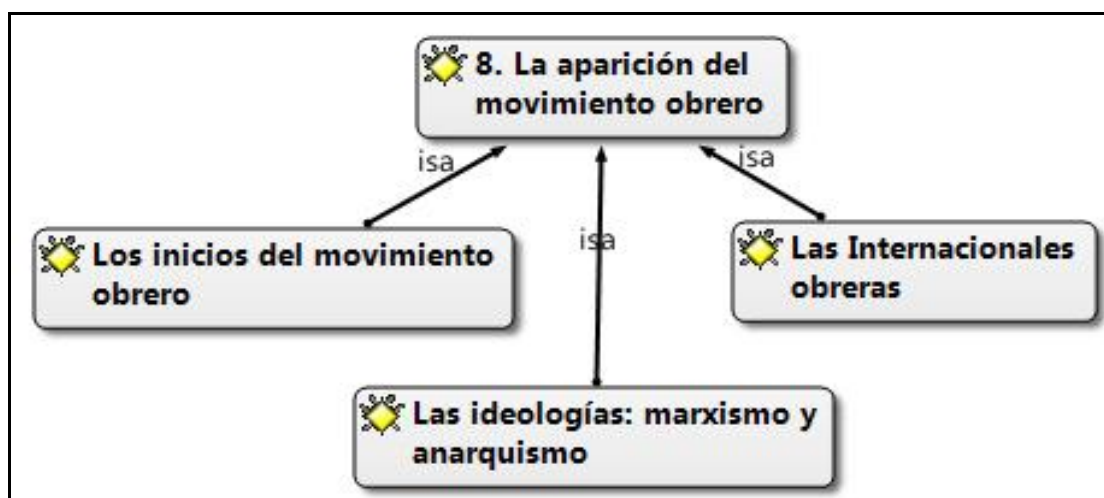 8. La aparición del
movimiento obrero
isa
isa
isa
Los inicios del movimiento
obrero
Las Internacionales
obreras
Las ideologías: marxismo y
anarquismo